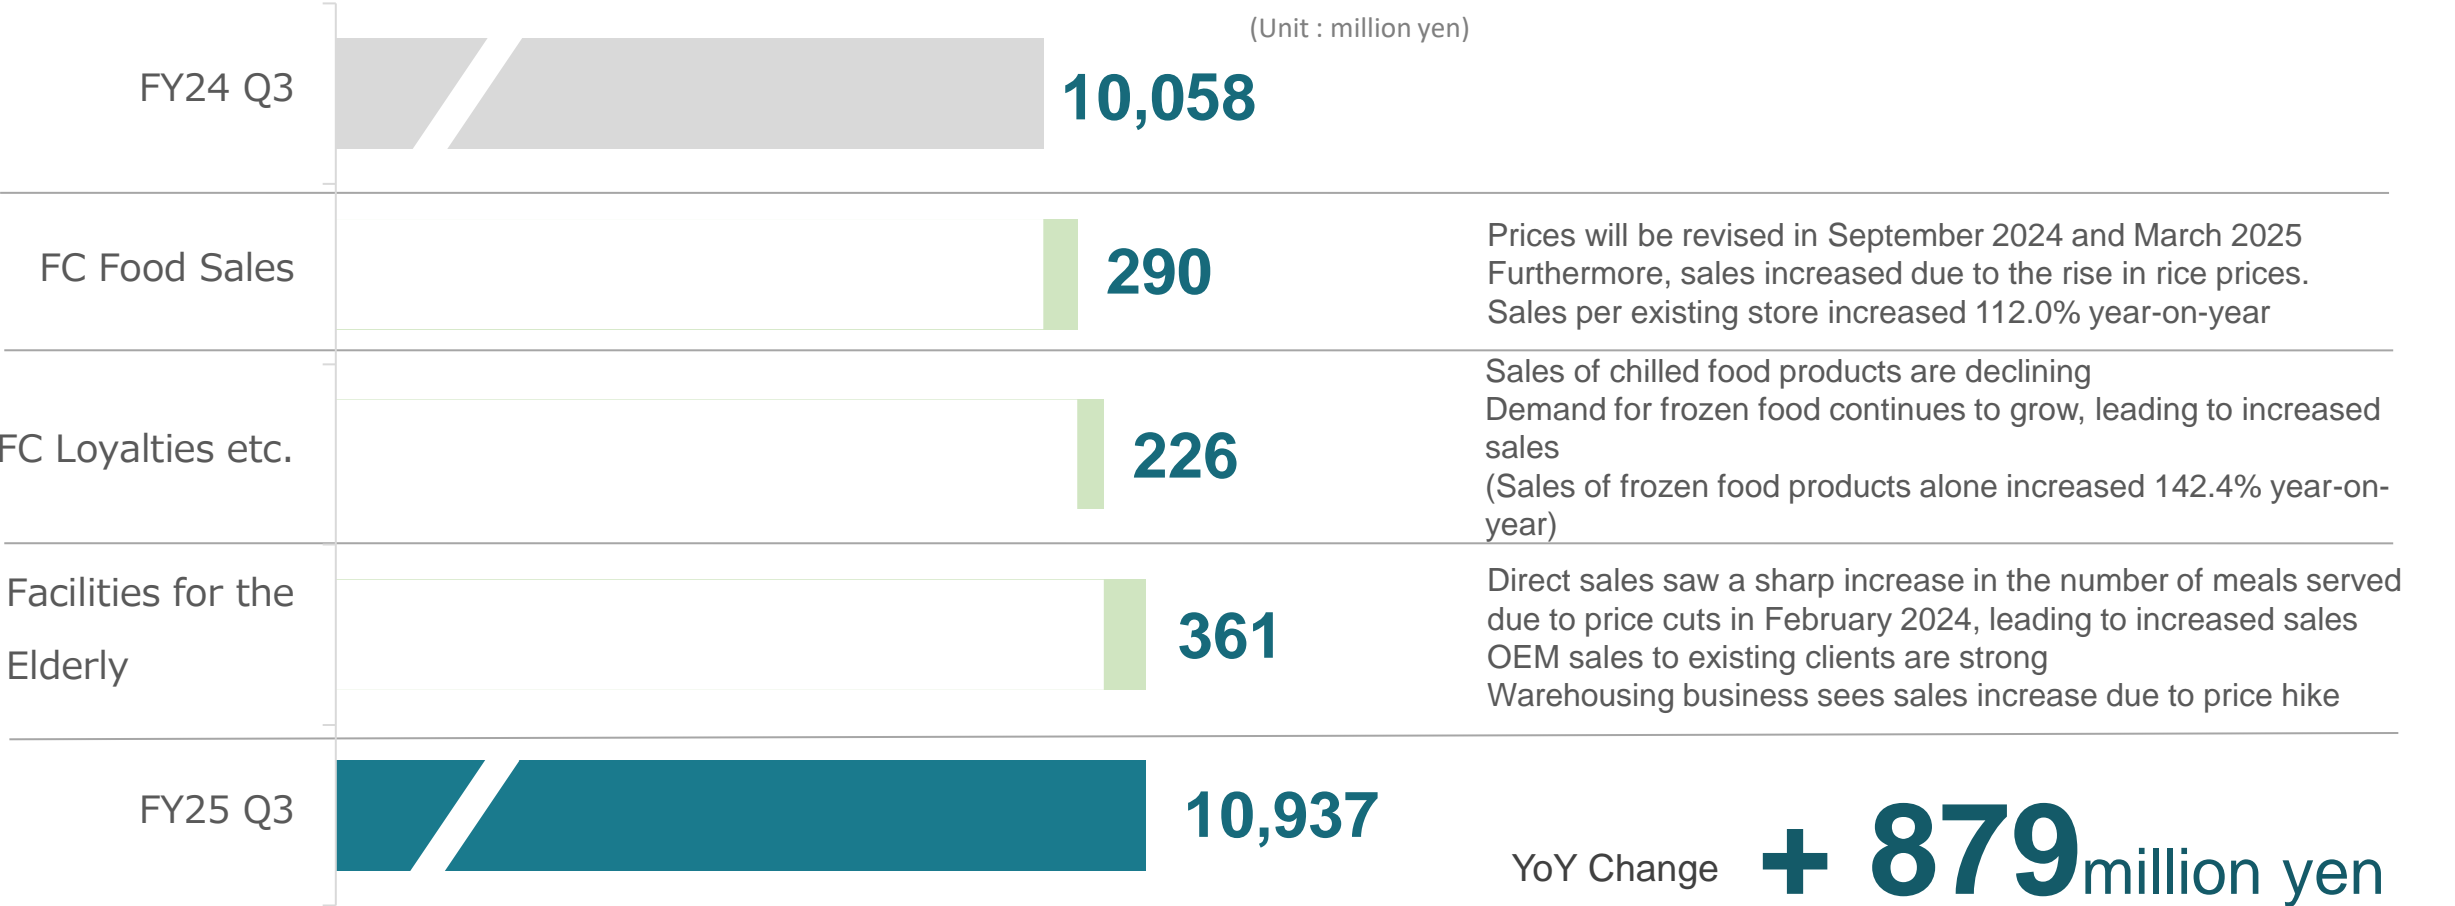 (Unit : million yen)
FY24 Q3
10,058
FC Food Sales
290
Prices will be revised in September 2024 and March 2025
Furthermore, sales increased due to the rise in rice prices.
Sales per existing store increased 112.0% year-on-year
FC Loyalties etc.
226
Sales of chilled food products are declining
Demand for frozen food continues to grow, leading to increased
sales
(Sales of frozen food products alone increased 142.4% year-on-
year)
Facilities for the
Elderly
361
Direct sales saw a sharp increase in the number of meals served
due to price cuts in February 2024, leading to increased sales
OEM sales to existing clients are strong
Warehousing business sees sales increase due to price hike
FY25 Q3
10,937
YoY Change + 879million yen